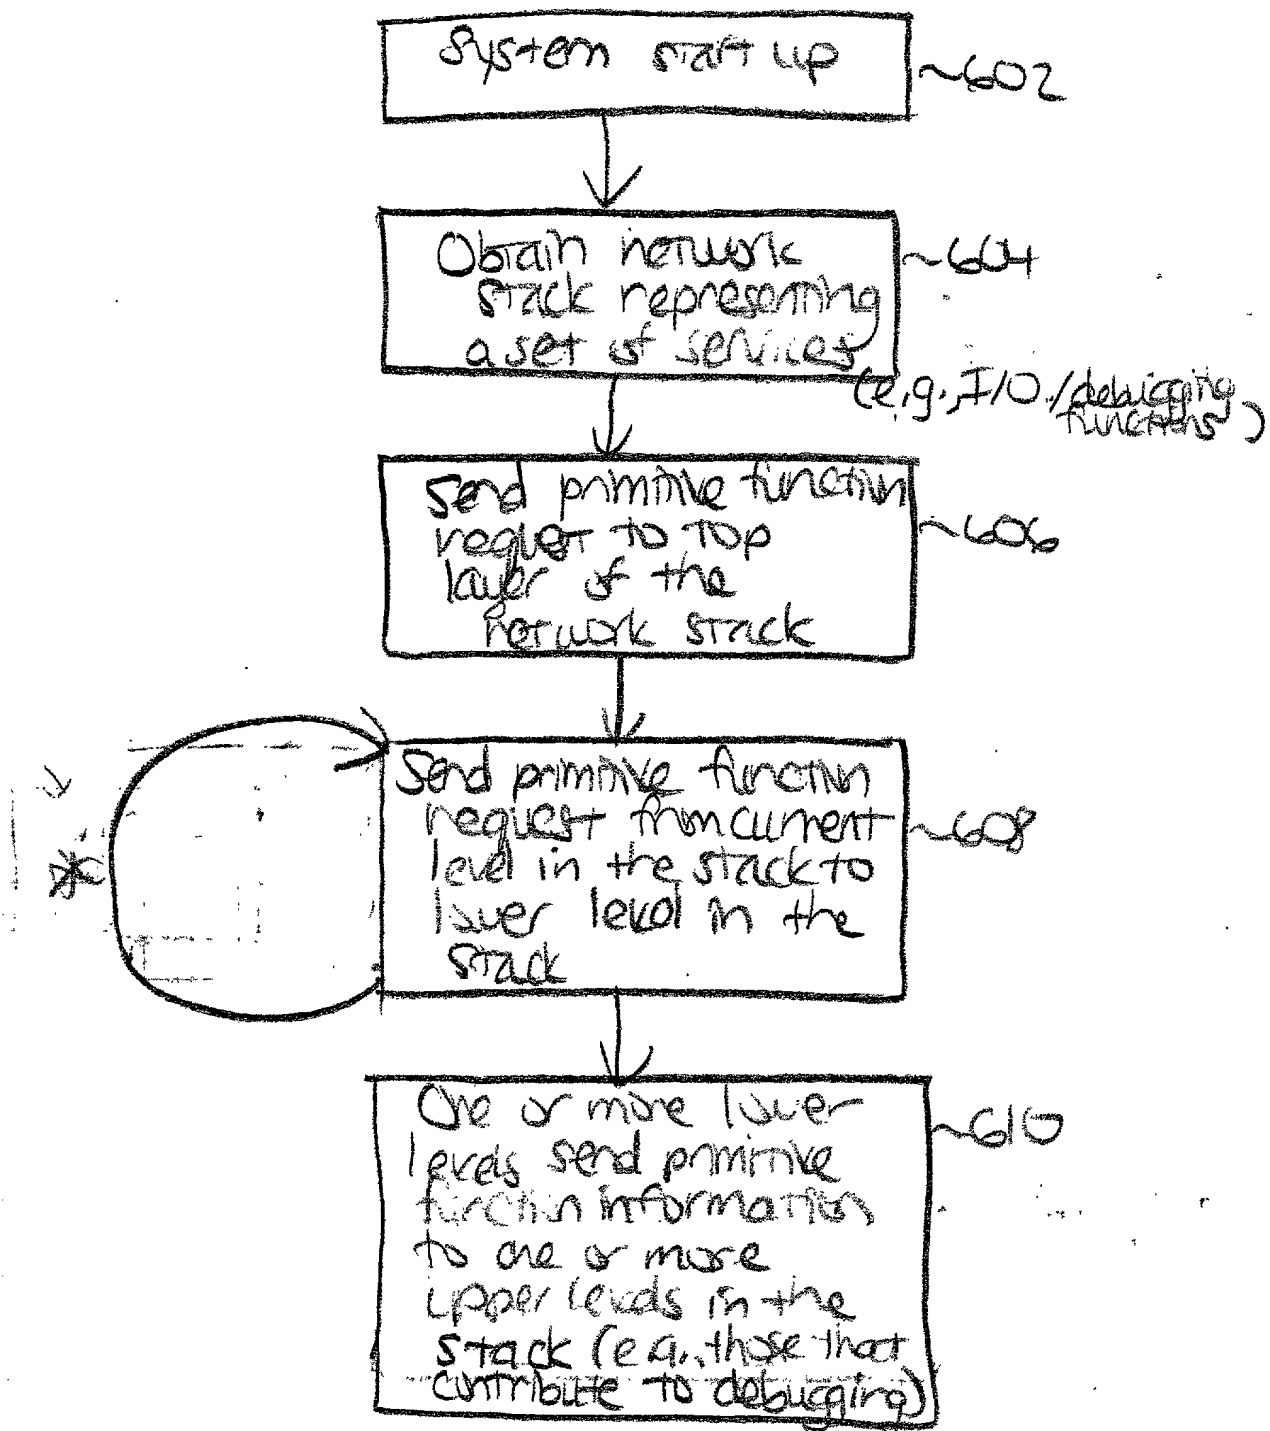 System start up
~602
Obtain network
stack representing
a set of services
~604
(e.g., I/O /debugging
functions)
Send primitive function
request to top
layer of the
network stack
~606
Send primitive function
request from current
level in the stack to
lower level in the
stack
~608
*
One or more lower
levels send primitive
function information
to one or more
upper levels in the
stack (e.g., those that
contribute to debugging)
~610